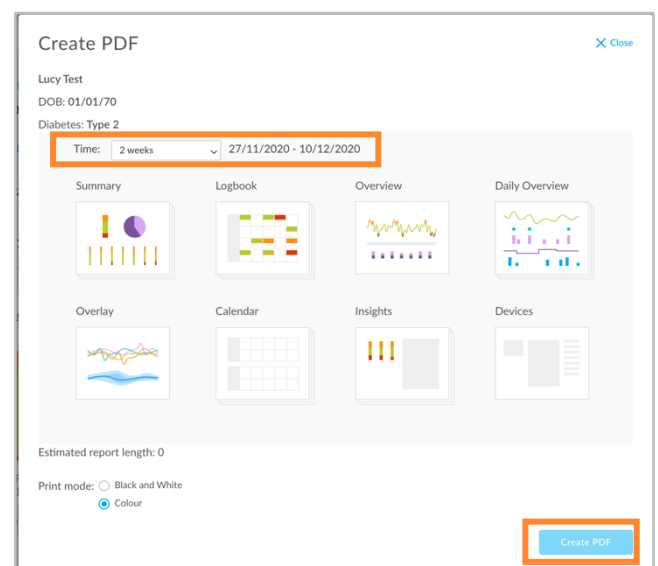 Create PDF
Close
Lucy Test
DOB: 01/01/70
Diabetes: Type 2
Time: 2 weeks 27/11/2020 - 10/12/2020
Summary Logbook Overview Daily Overview
Overlay Calendar Insights Devices
Estimated report length: 0
Print mode: Black and White
Colour
Create PDF